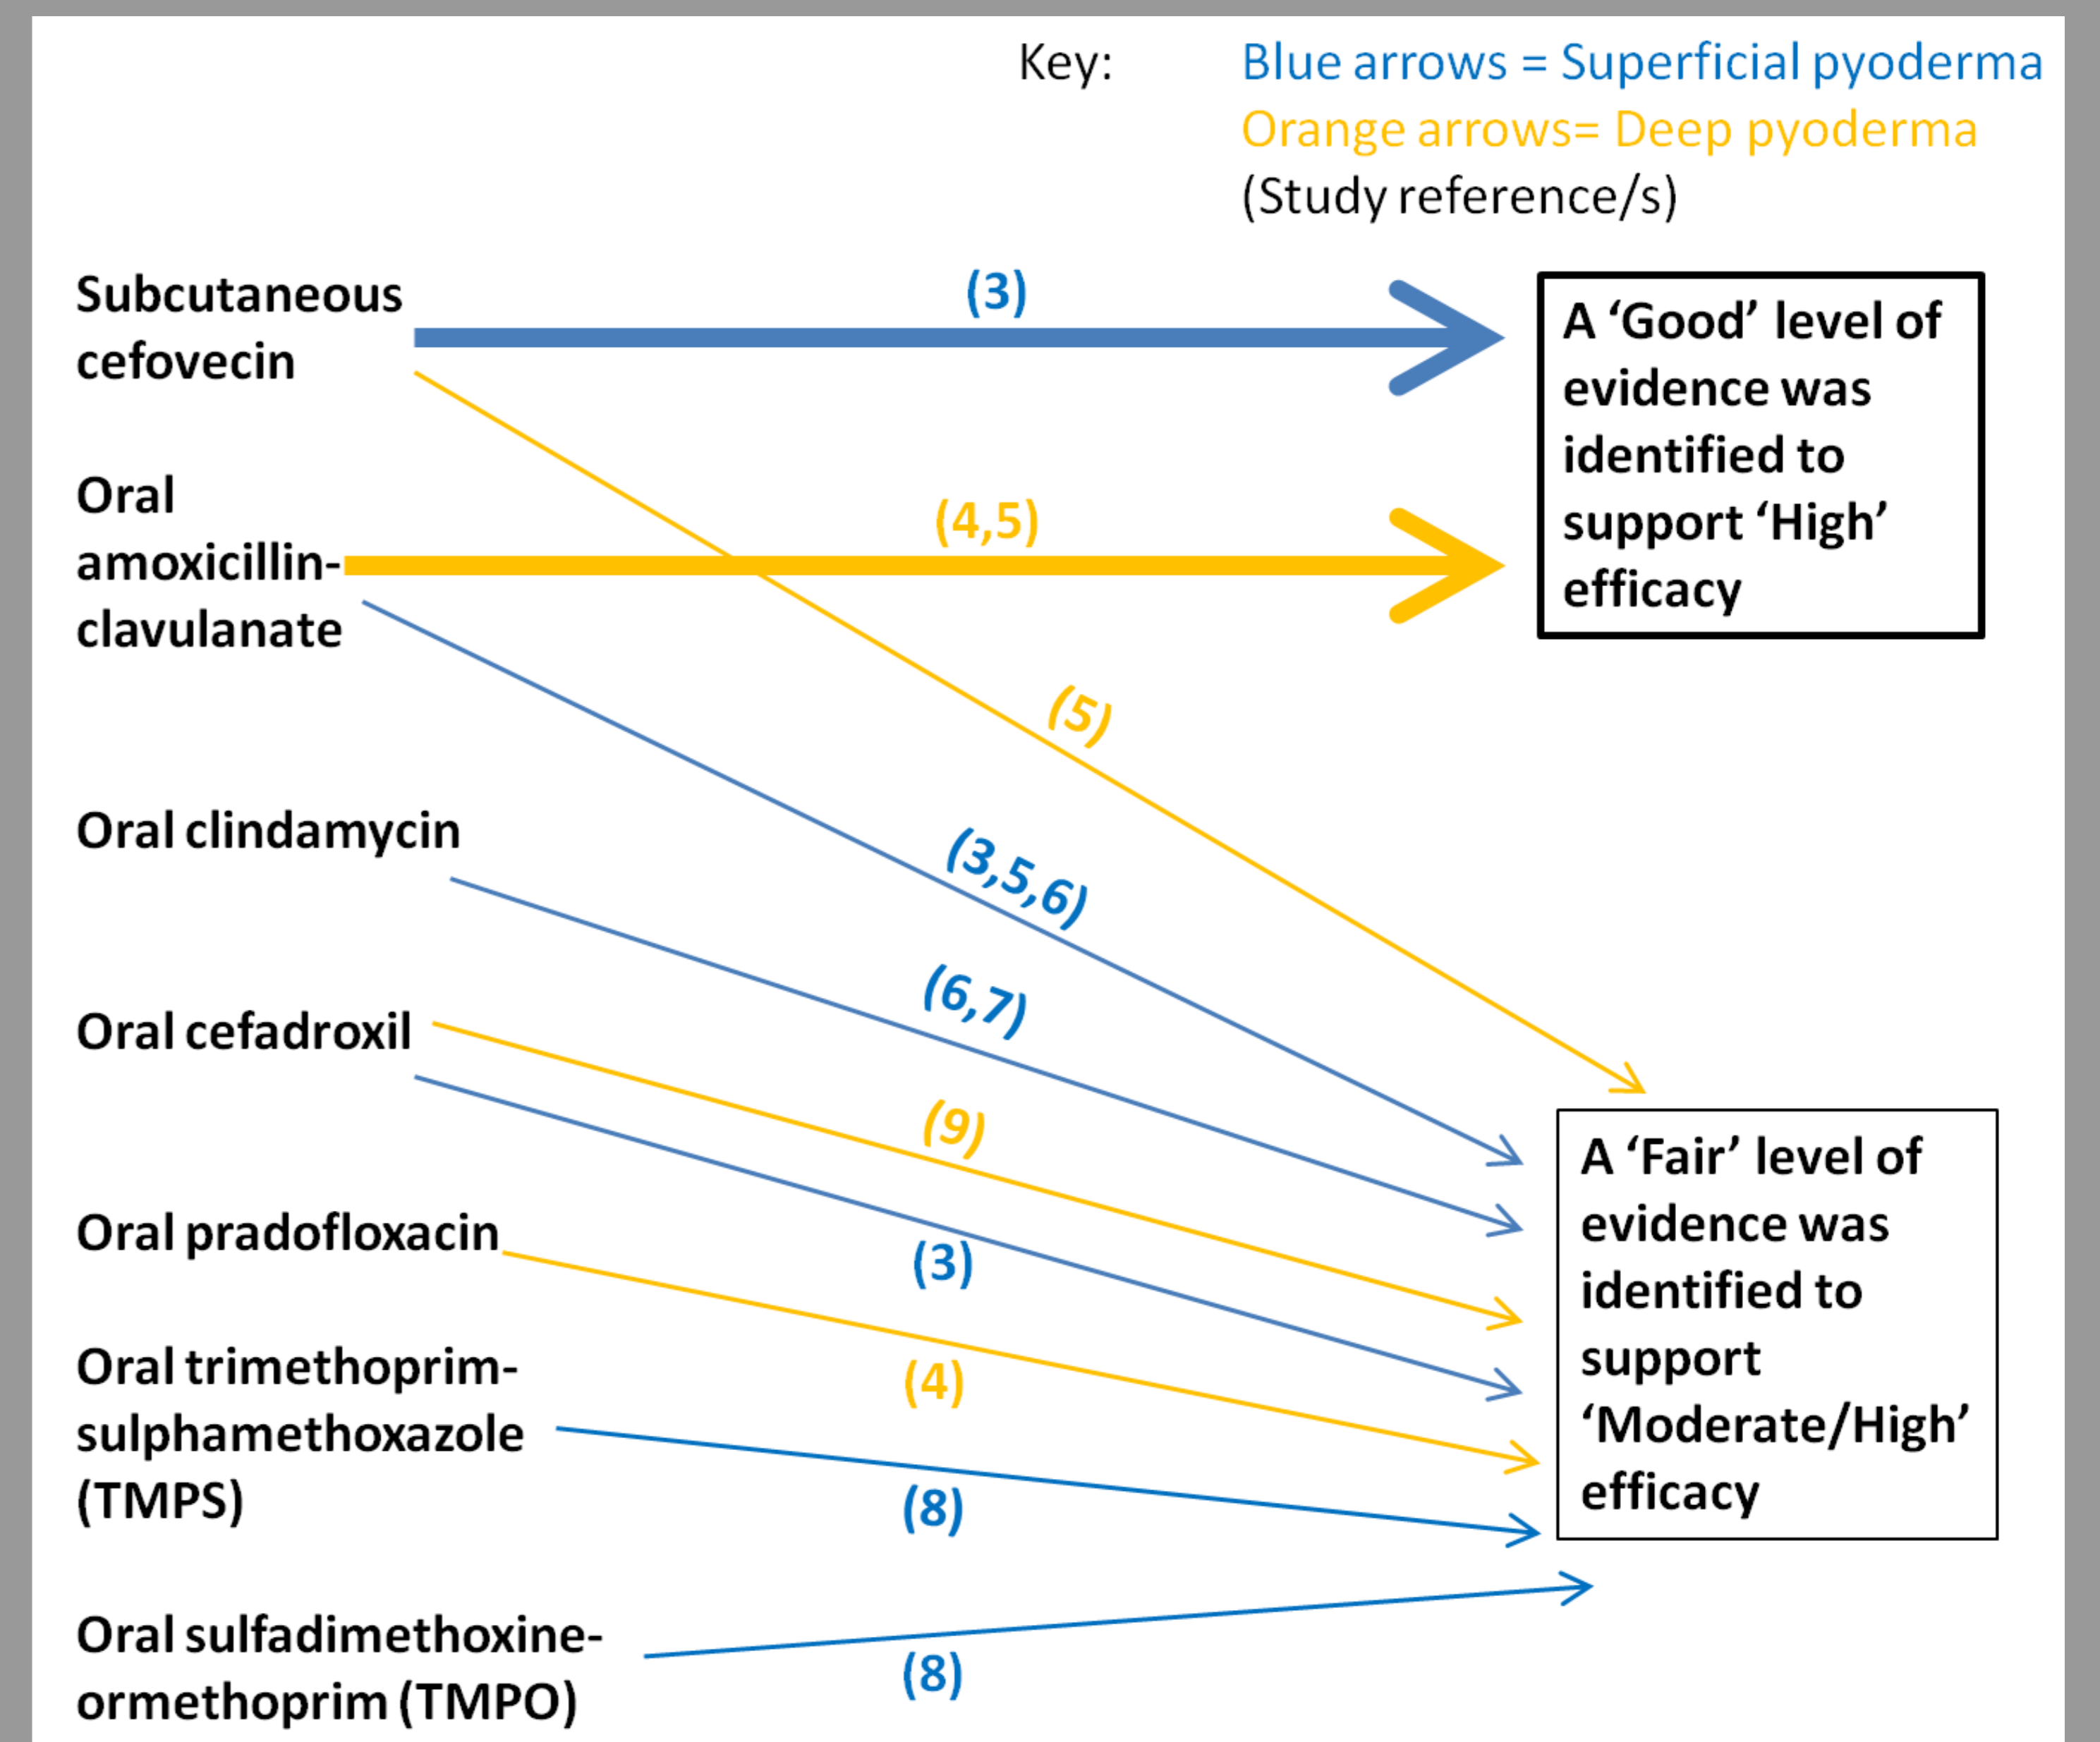 Key:
Blue arrows = Superficial pyoderma
Orange arrows= Deep pyoderma
(Study reference/s)
Subcutaneous
cefovecin
(3)
A ‘Good’ level of
evidence was
identified to
support ‘High’
efficacy
Oral
amoxicillin-
clavulanate
(4,5)
(5)
(3,5,6)
Oral clindamycin
(6,7)
Oral cefadroxil
(9)
(3)
A ‘Fair’ level of
evidence was
identified to
support
‘Moderate/High’
efficacy
Oral pradofloxacin
(4)
Oral trimethoprim-
sulphamethoxazole
(TMPS)
(8)
Oral sulfadimethoxine-
ormethoprim (TMPO)
(8)